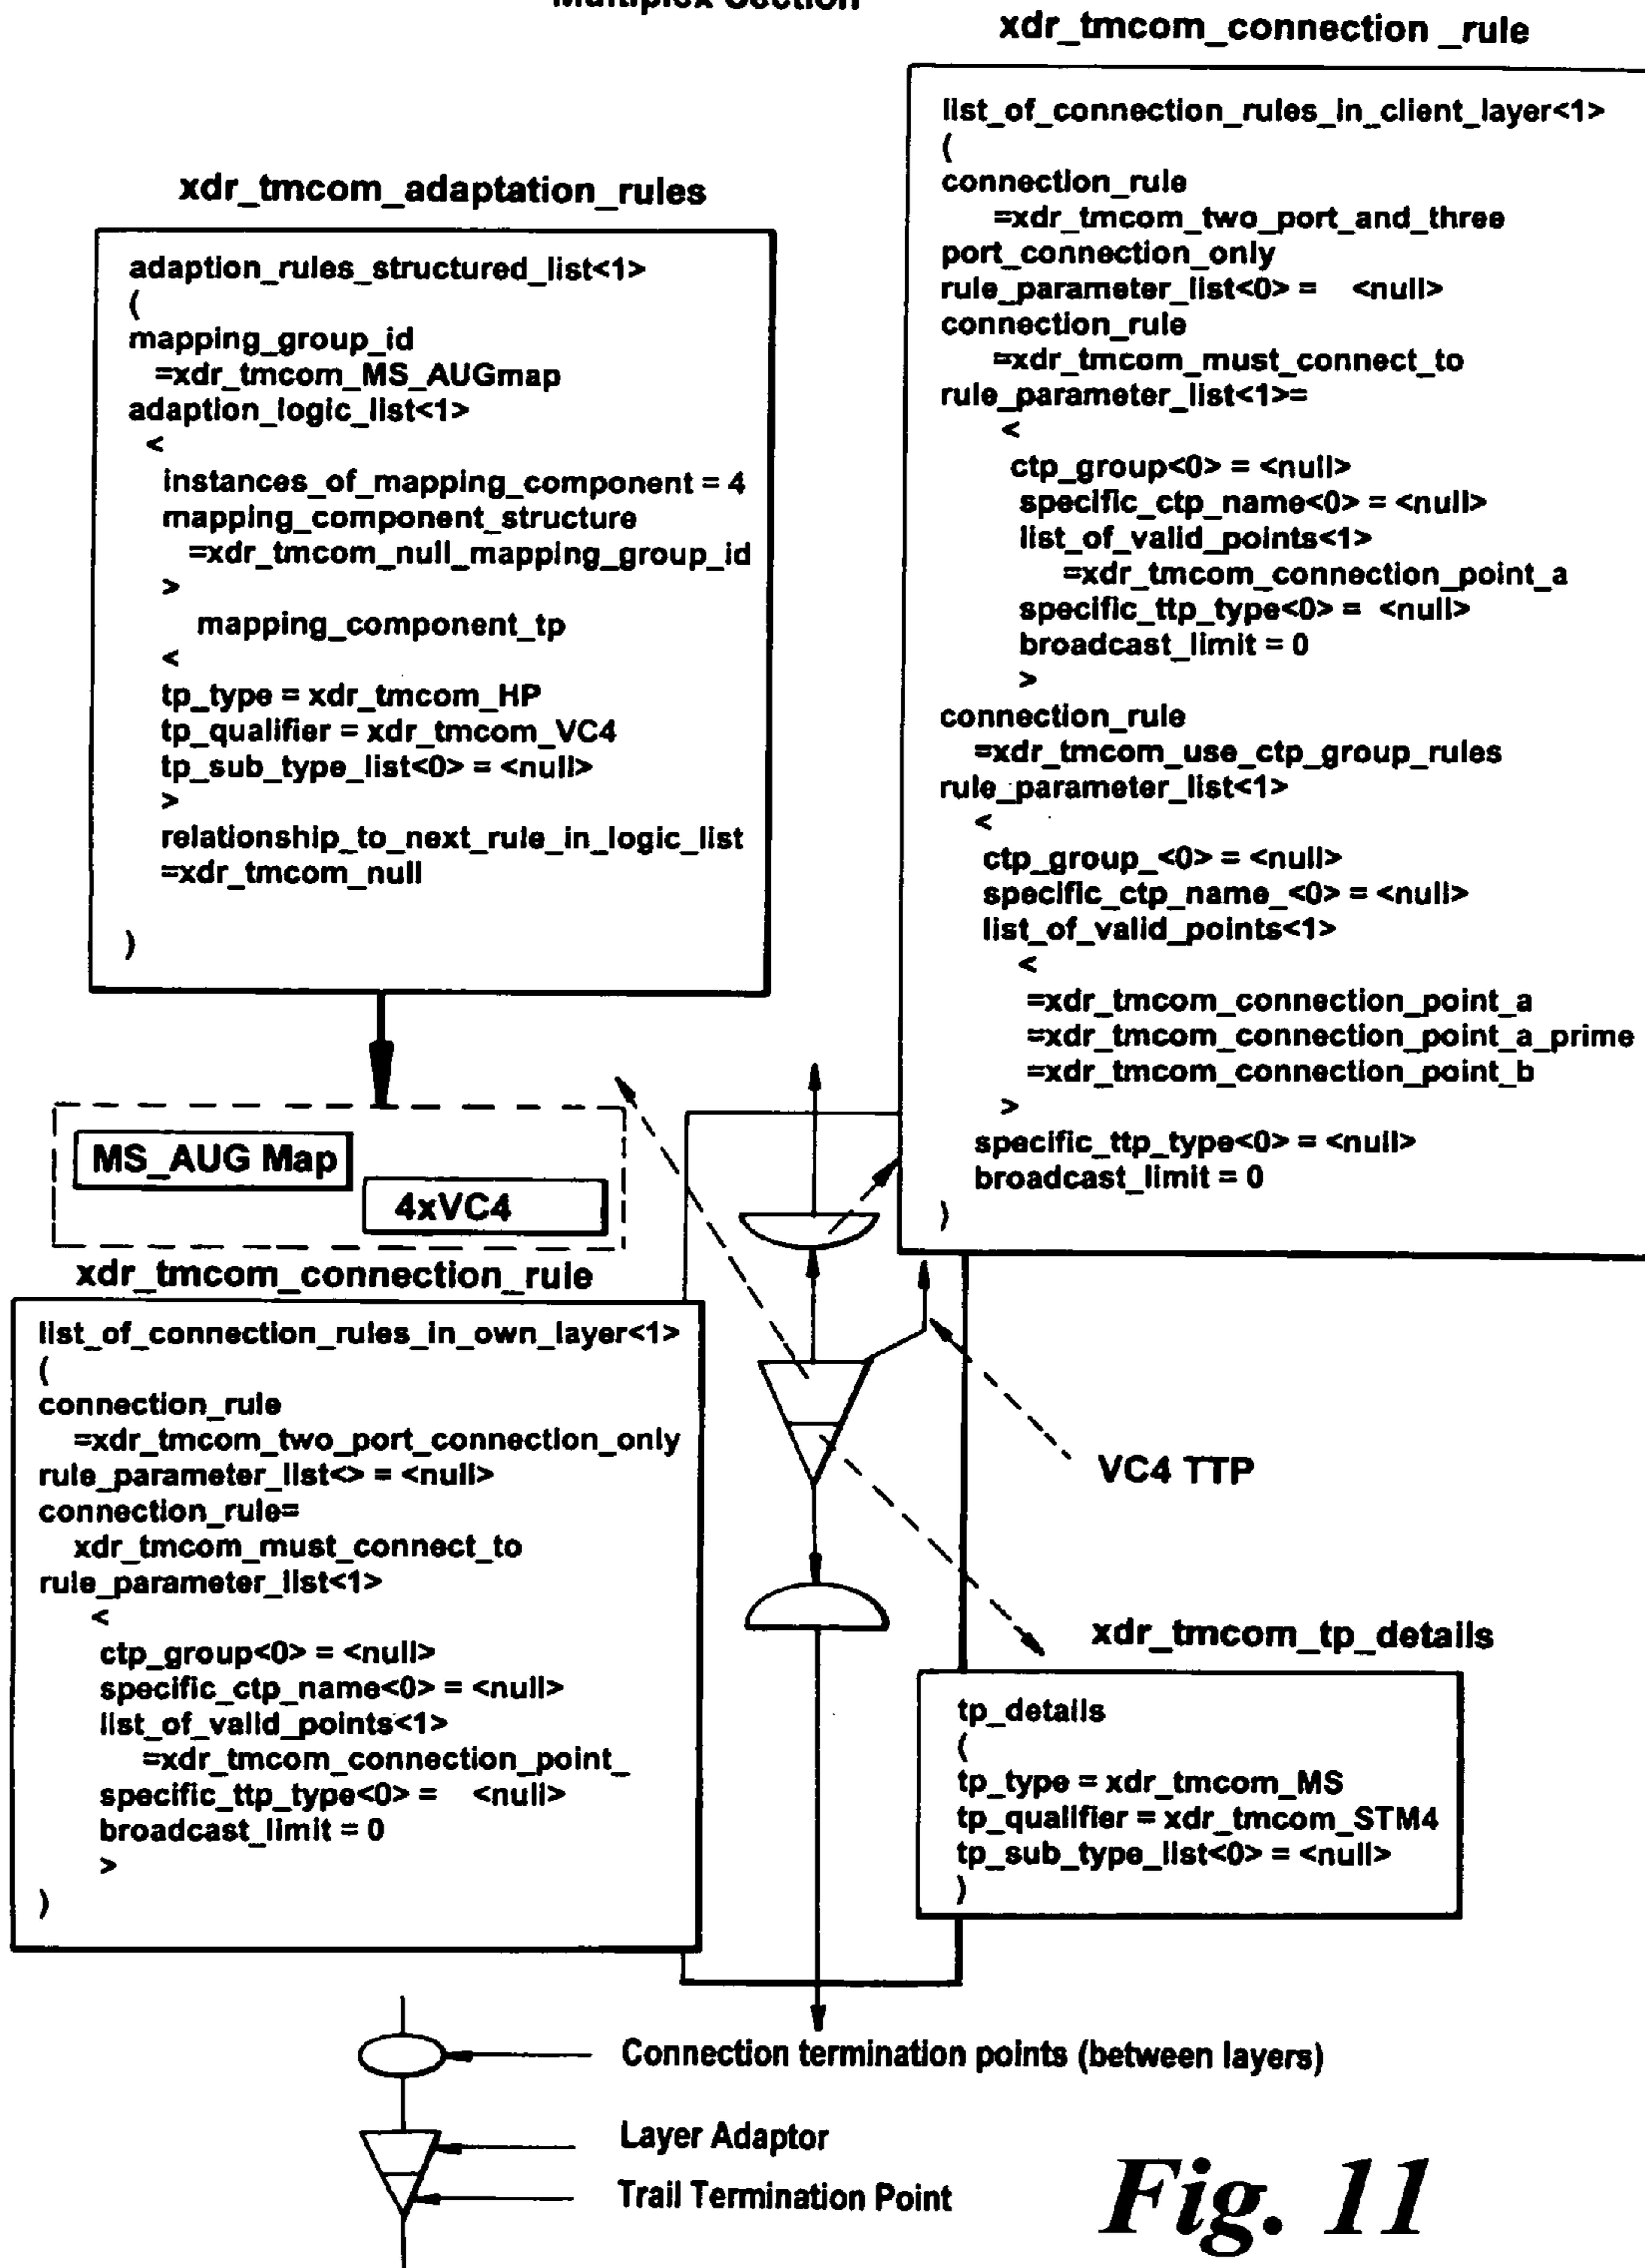 Multiplex Section
xdr_tmcom_connection _rule
list_of_connection_rules_in_client_layer<1>
(
connection_rule
=xdr_tmcom_two_port_and_three
port_connection_only
rule_parameter_list<0> = <null>
connection_rule
=xdr_tmcom_must_connect_to
rule_parameter_list<1>=
<
ctp_group<0> = <null>
specific_ctp_name<0> = <null>
list_of_valid_points<1>
=xdr_tmcom_connection_point_a
specific_ttp_type<0> = <null>
broadcast_limit = 0
>
connection_rule
=xdr_tmcom_use_ctp_group_rules
rule_parameter_list<1>
<
ctp_group_<0> = <null>
specific_ctp_name_<0> = <null>
list_of_valid_points<1>
<
=xdr_tmcom_connection_point_a
=xdr_tmcom_connection_point_a_prime
=xdr_tmcom_connection_point_b
>
specific_ttp_type<0> = <null>
broadcast_limit = 0
)
xdr_tmcom_adaptation_rules
adaption_rules_structured_list<1>
(
mapping_group_id
=xdr_tmcom_MS_AUGmap
adaption_logic_list<1>
<
instances_of_mapping_component = 4
mapping_component_structure
=xdr_tmcom_null_mapping_group_id
>
mapping_component_tp
<
tp_type = xdr_tmcom_HP
tp_qualifier = xdr_tmcom_VC4
tp_sub_type_list<0> = <null>
>
relationship_to_next_rule_in_logic_list
=xdr_tmcom_null
)
MS_AUG Map
4xVC4
xdr_tmcom_connection_rule
list_of_connection_rules_in_own_layer<1>
(
connection_rule
=xdr_tmcom_two_port_connection_only
rule_parameter_list<> = <null>
connection_rule=
xdr_tmcom_must_connect_to
rule_parameter_list<1>
<
ctp_group<0> = <null>
specific_ctp_name<0> = <null>
list_of_valid_points<1>
=xdr_tmcom_connection_point_
specific_ttp_type<0> = <null>
broadcast_limit = 0
>
)
VC4 TTP
xdr_tmcom_tp_details
tp_details
(
tp_type = xdr_tmcom_MS
tp_qualifier = xdr_tmcom_STM4
tp_sub_type_list<0> = <null>
)
Connection termination points (between layers)
Layer Adaptor
Trail Termination Point
Fig. 11